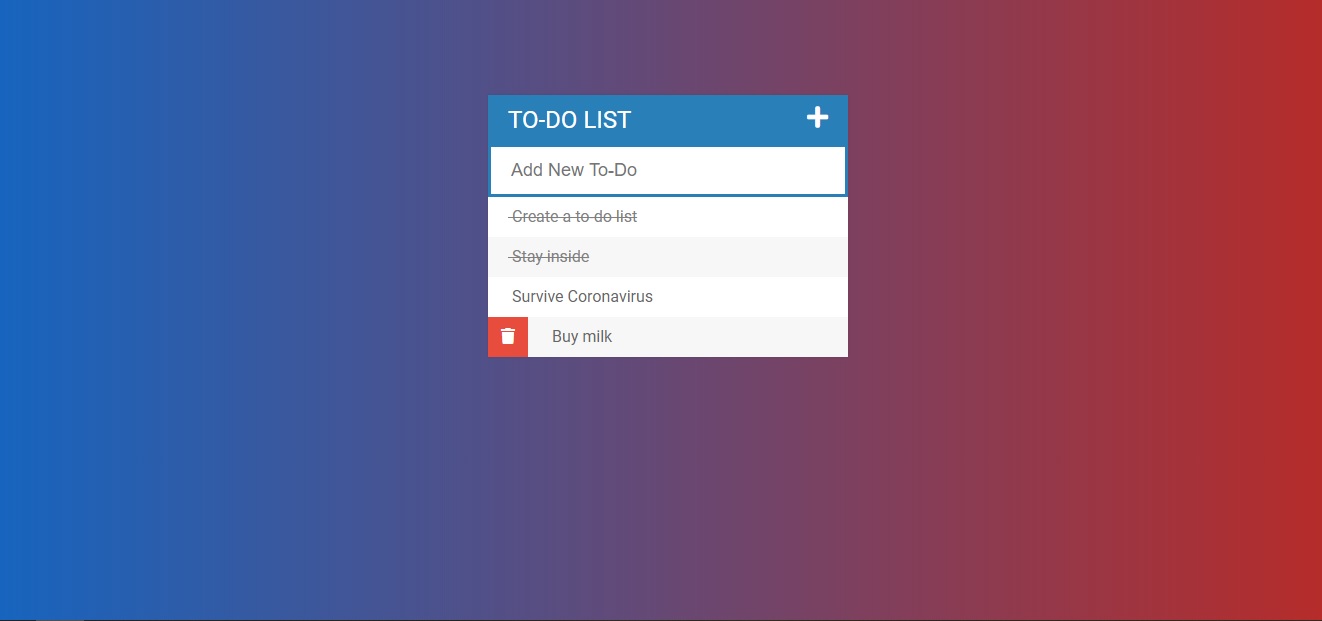 TO-DO LIST
Add New To-Do
Create a to do list
Stay inside
Survive Coronavirus
Buy milk